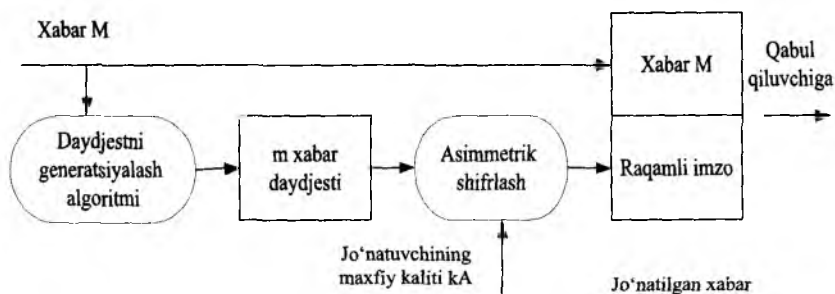 Xabar M
Xabar M
Qabul
qiluvchiga
Daydjestni
generatsiyalash
algoritmi
m xabar
daydjesti
Asimmetrik
shifrlash
Raqamli imzo
Jo‘natuvchining
maxfiy kaliti kA
Jo‘natilgan xabar